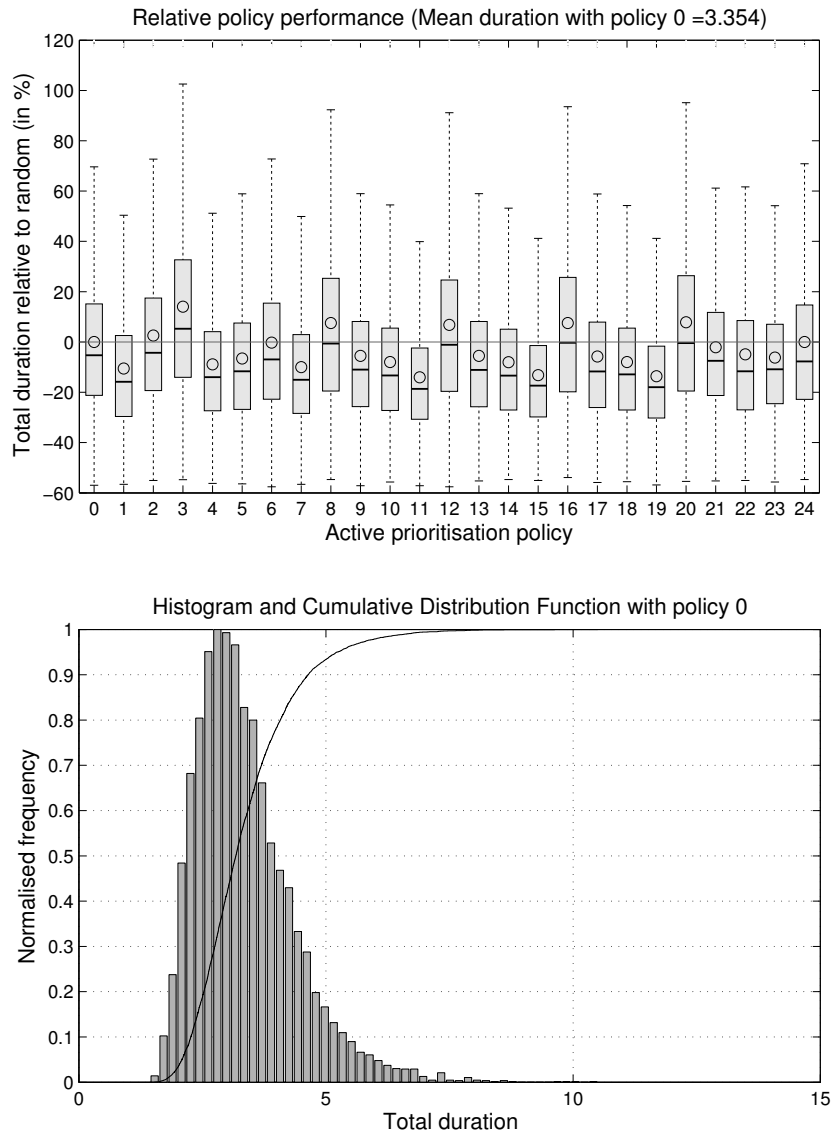 Relative policy performance (Mean duration with policy 0 =3.354)
120
100
80
60
40
20
0
−20
−40
−60
Total duration relative to random (in %)
0 1 2 3 4 5 6 7 8 9 10 11 12 13 14 15 16 17 18 19 20 21 22 23 24
Active prioritisation policy
Histogram and Cumulative Distribution Function with policy 0
1
0.9
0.8
0.7
0.6
0.5
0.4
0.3
0.2
0.1
0
Normalised frequency
0 5 10 15
Total duration